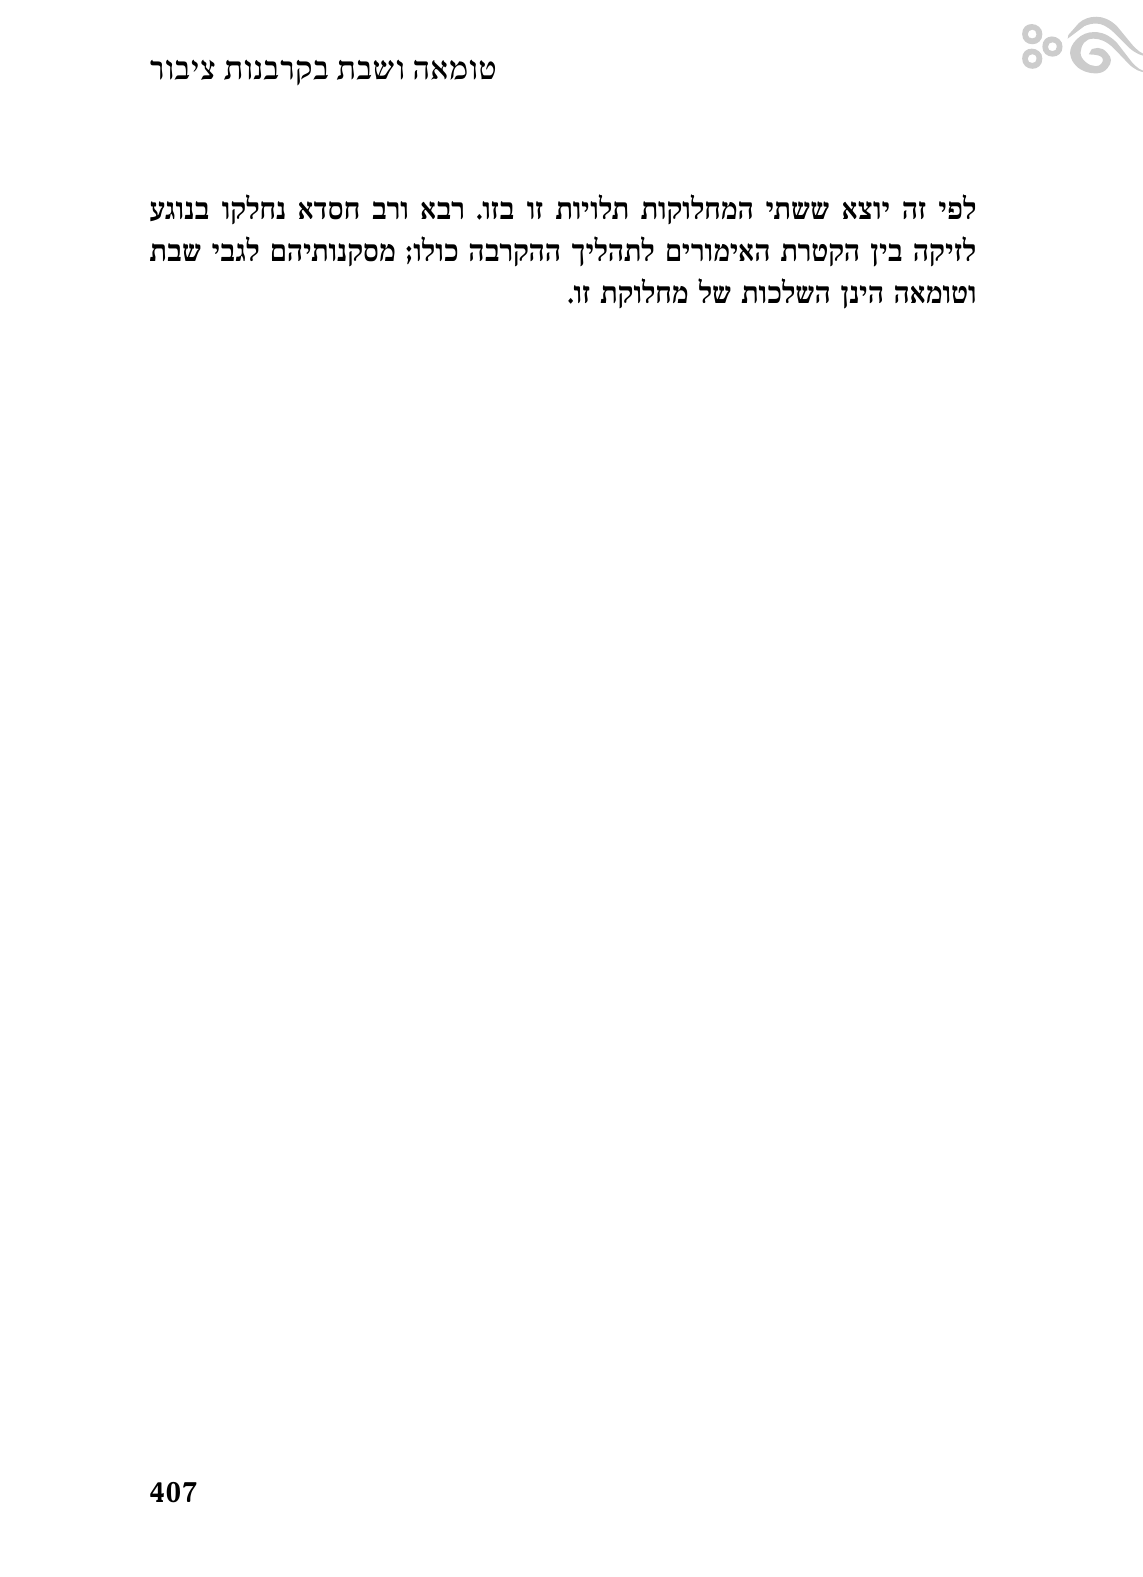 טומאה ושבת בקרבנות ציבור
לפי זה יוצא ששתי המחלוקות תלויות זו בזו. רבא ורב חסדא נחלקו בנוגע
לזיקה בין הקטרת האימורים לתהליך ההקרבה כולו; מסקנותיהם לגבי שבת
וטומאה הינן השלכות של מחלוקת זו.
407